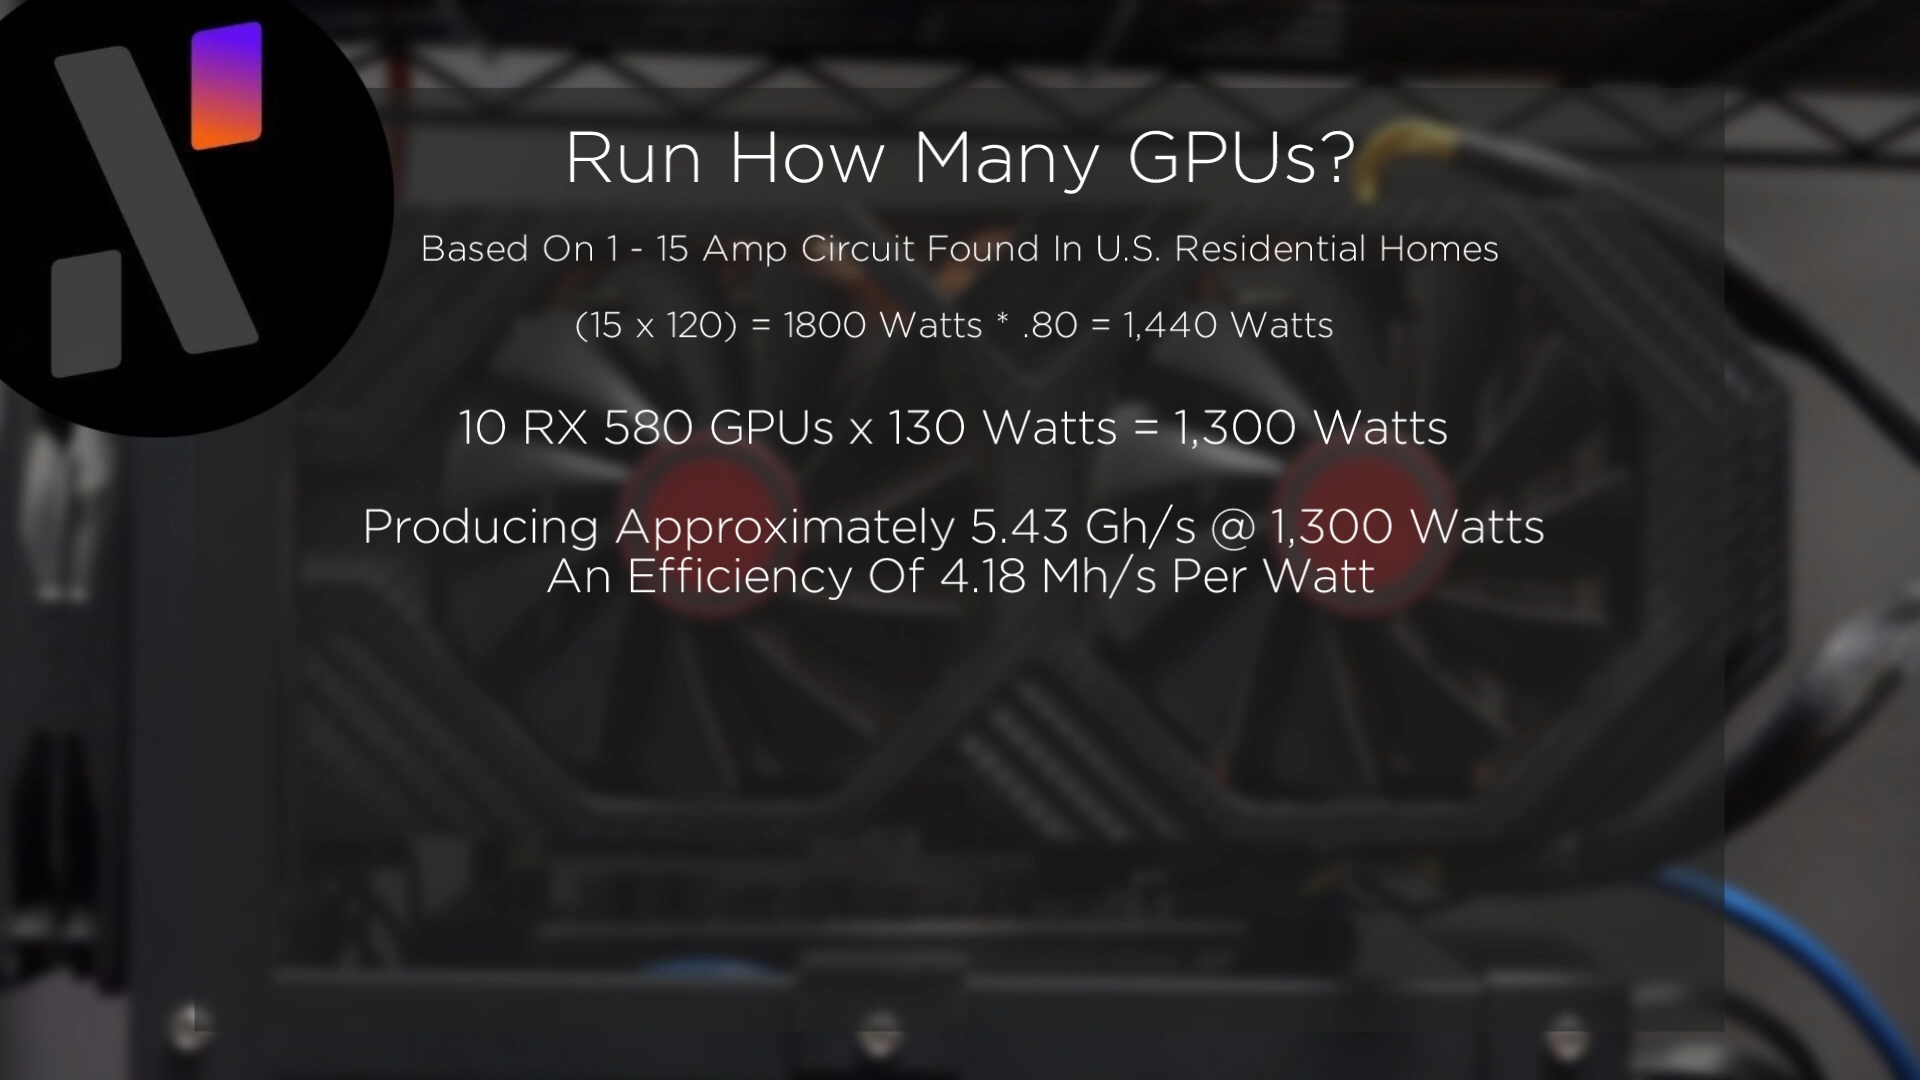 Run How Many GPUs?
Based On 1 - 15 Amp Circuit Found In U.S. Residential Homes
(15 x 120) = 1800 Watts * .80 = 1,440 Watts
10 RX 580 GPUs x 130 Watts = 1,300 Watts
Producing Approximately 5.43 Gh/s @ 1,300 Watts
An Efficiency Of 4.18 Mh/s Per Watt